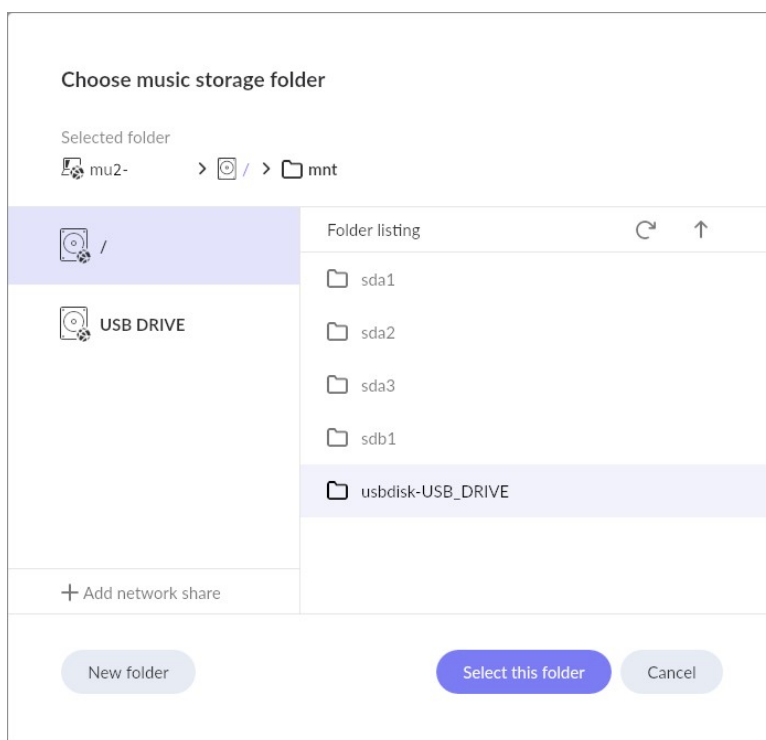 Choose music storage folder
Selected folder
mu2- > / > mnt
/
USB DRIVE
+ Add network share
Folder listing
sda1
sda2
sda3
sdb1
usbdisk-USB_DRIVE
New folder
Select this folder
Cancel